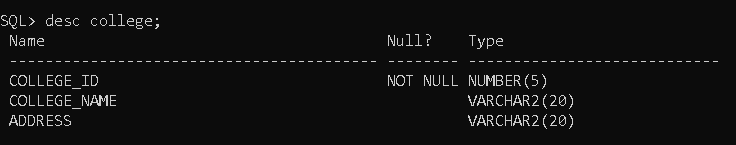 SQL> desc college;
Name Null? Type
----------------------------------------- -------- ----------------------------
COLLEGE_ID NOT NULL NUMBER(5)
COLLEGE_NAME VARCHAR2(20)
ADDRESS VARCHAR2(20)